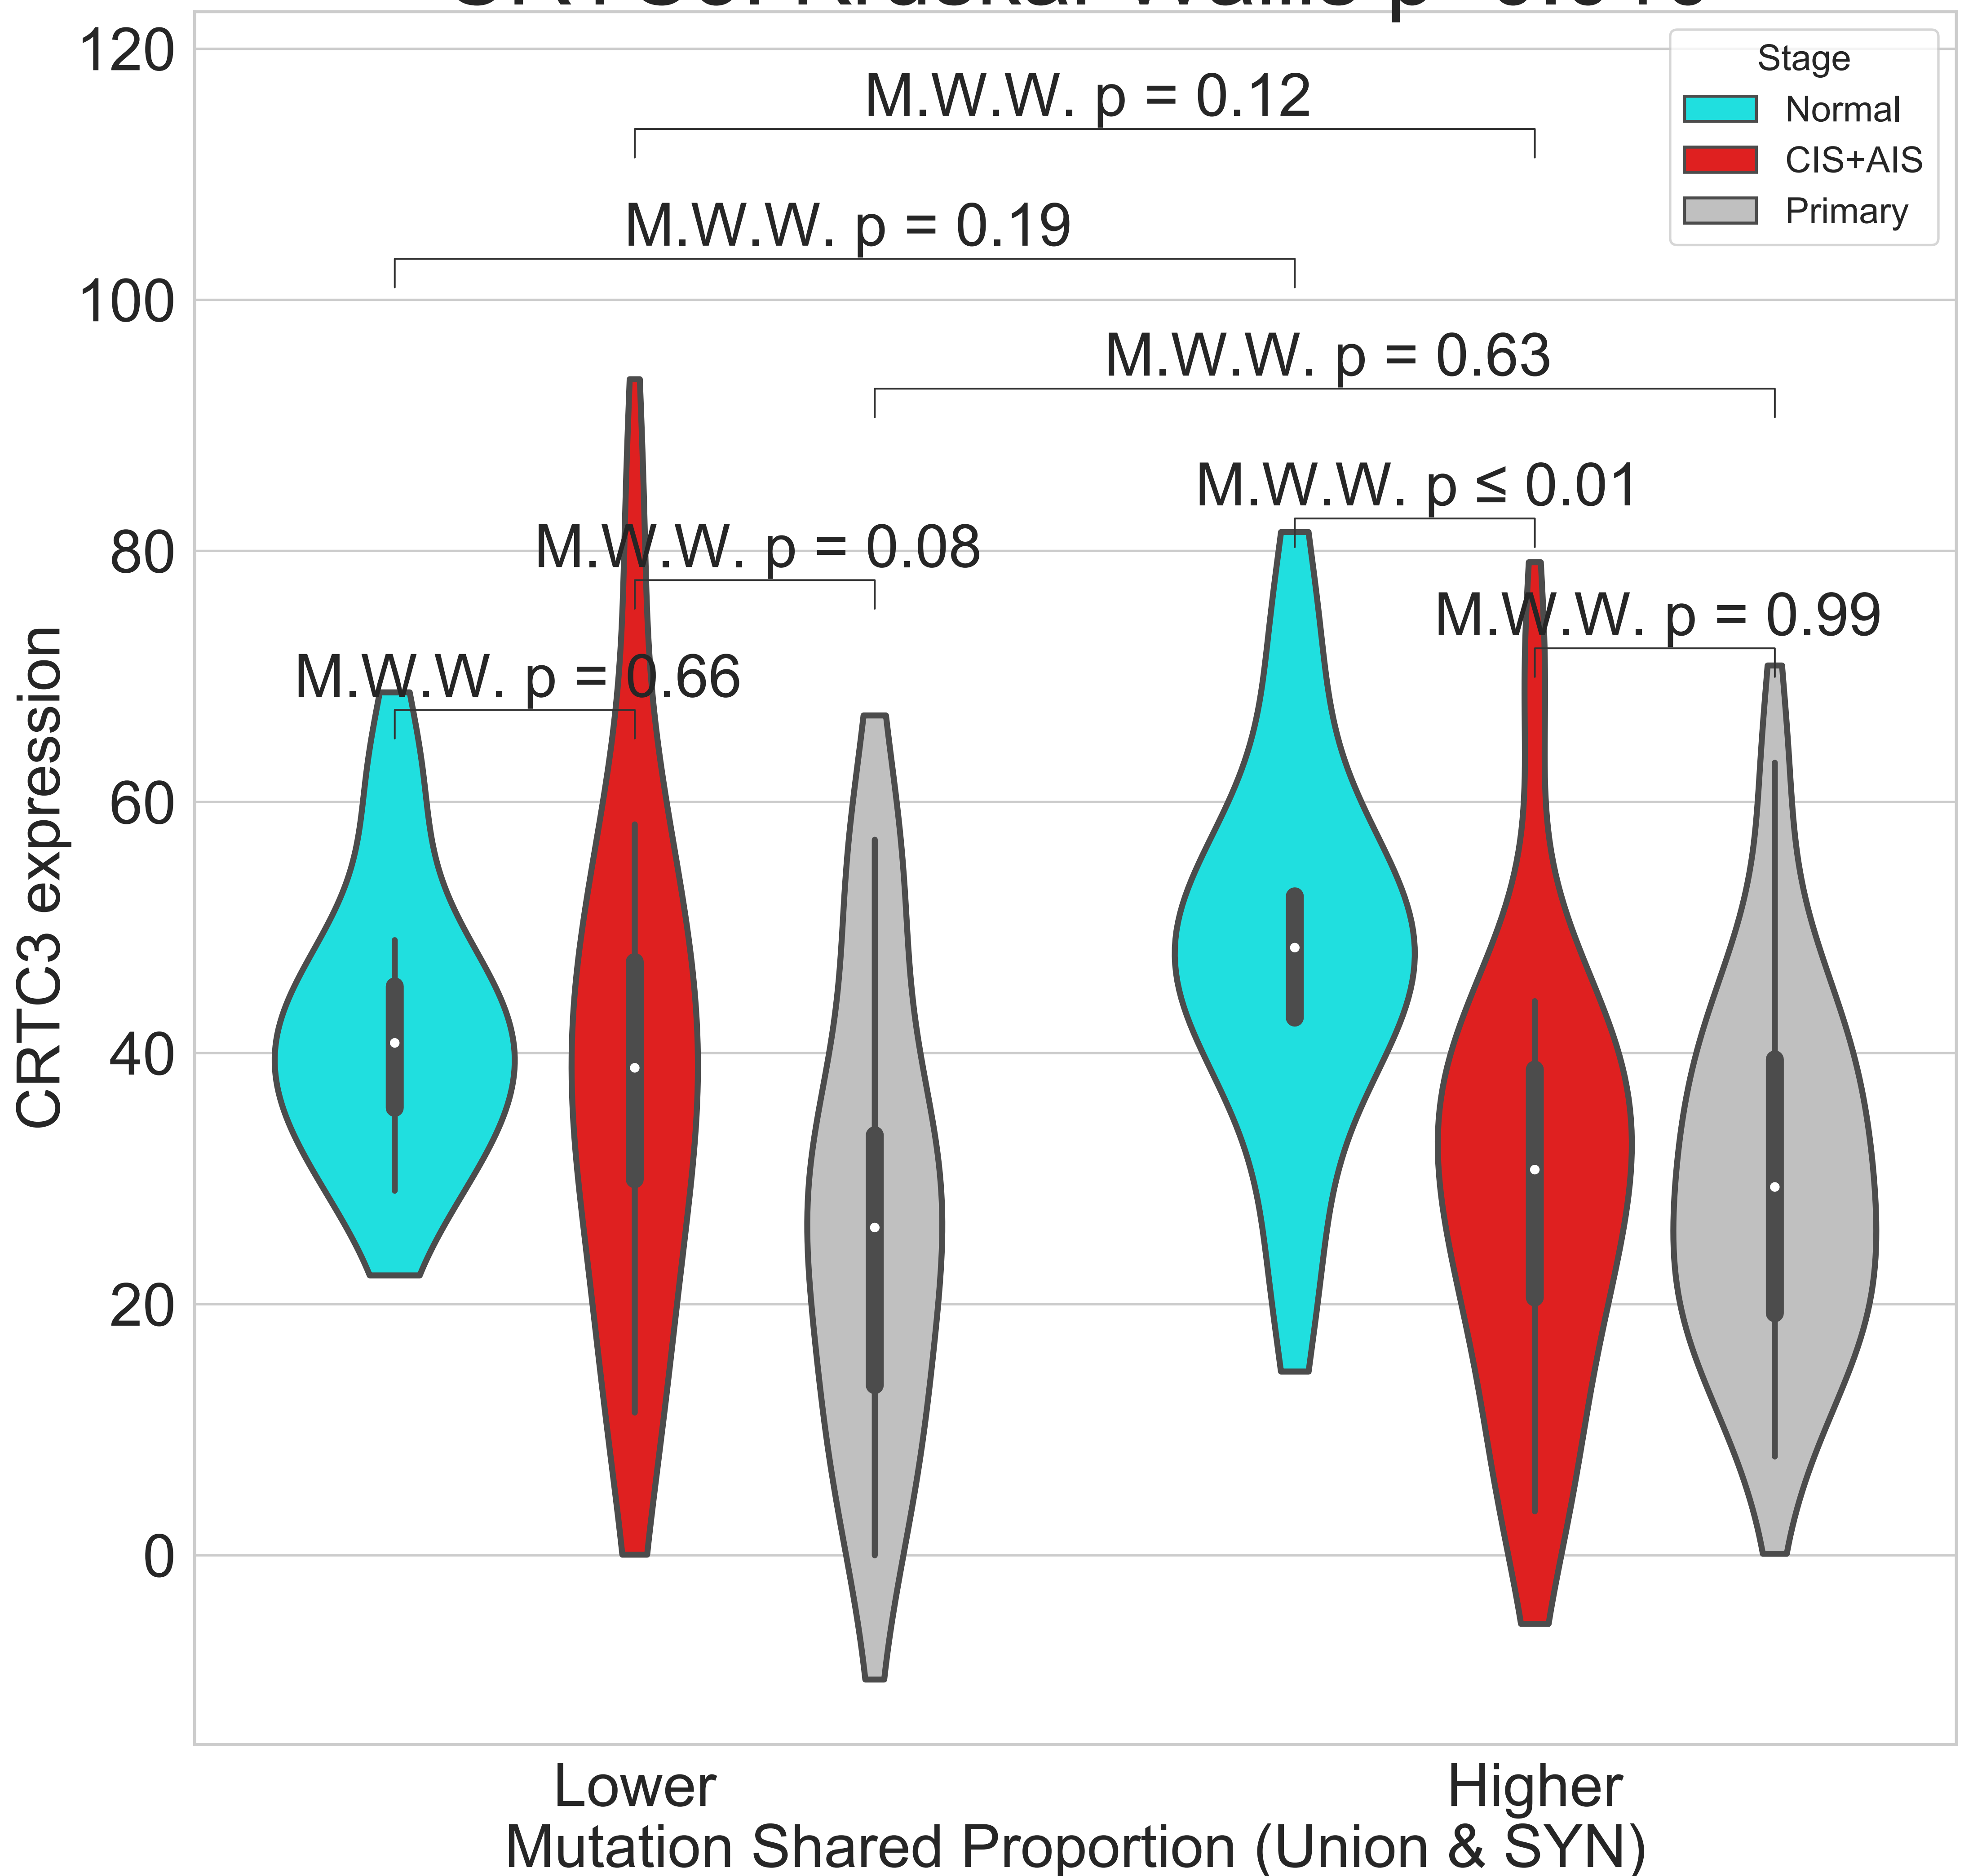 120
M.W.W. p = 0.12
Stage
Normal
CIS+AIS
Primary
M.W.W. p = 0.19
100
M.W.W. p = 0.63
M.W.W. p ≤ 0.01
80
M.W.W. p = 0.08
M.W.W. p = 0.99
M.W.W. p = 0.66
60
CRTC3 expression
40
20
0
Lower
Higher
Mutation Shared Proportion (Union & SYN)